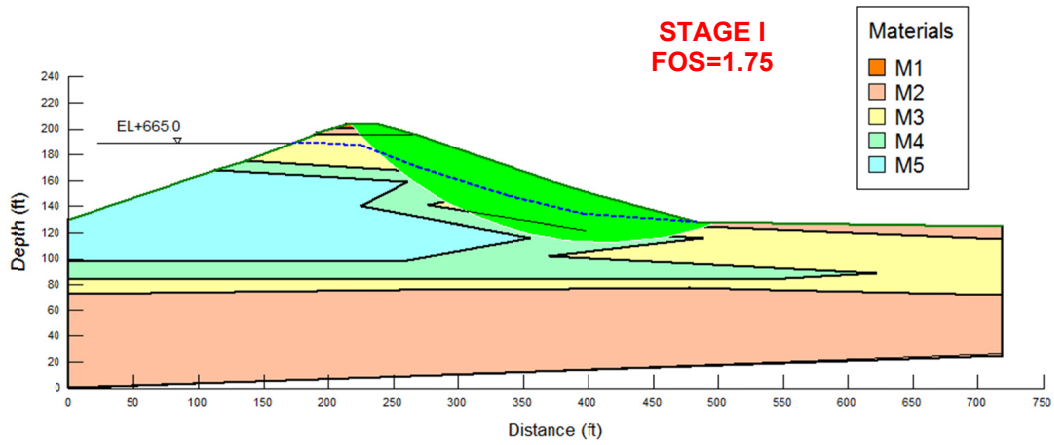 STAGE I
FOS=1.75
Materials
M1
M2
M3
M4
M5
EL+665.0
Depth (ft)
240
220
200
180
160
140
120
100
80
60
40
20
0
0 50 100 150 200 250 300 350 400 450 500 550 600 650 700 750
Distance (ft)